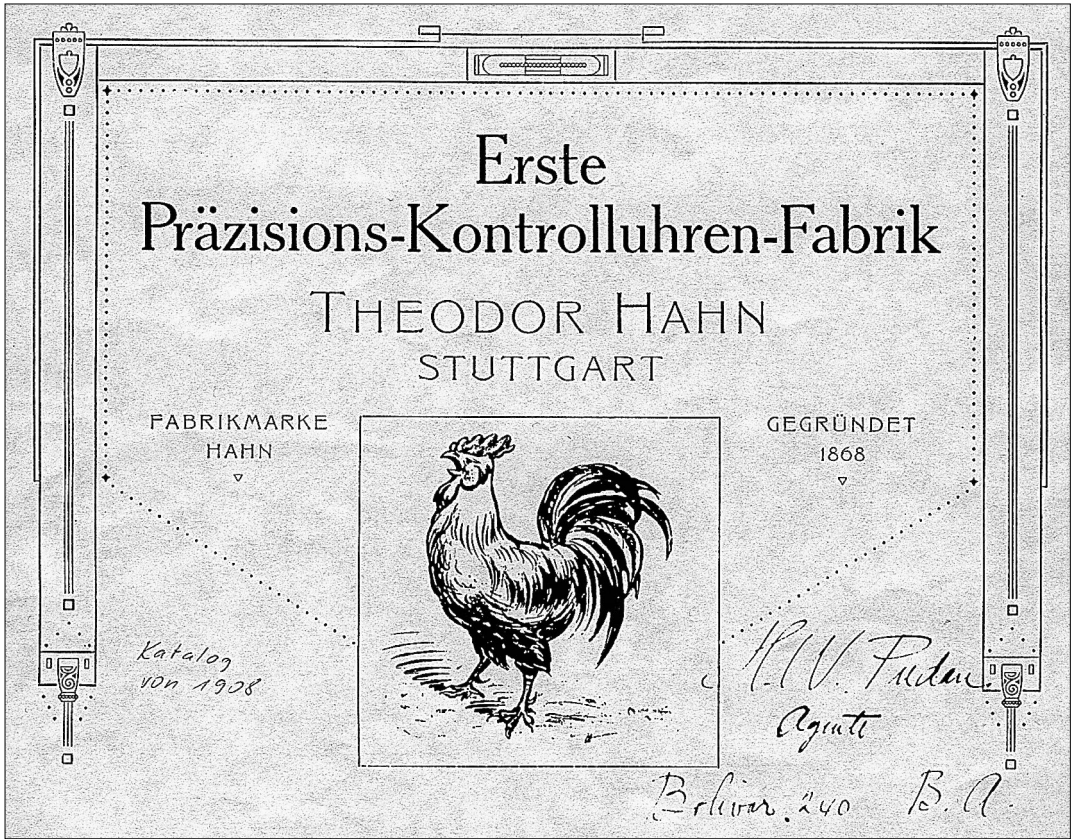 Erste
Präzisions-Kontrolluhren-Fabrik
THEODOR HAHN
STUTTGART
FABRIKMARKE
HAHN
GEGRÜNDET
1868
Katalog
von 1908
H. W.
Agente
Bolivar. 240 B. A.